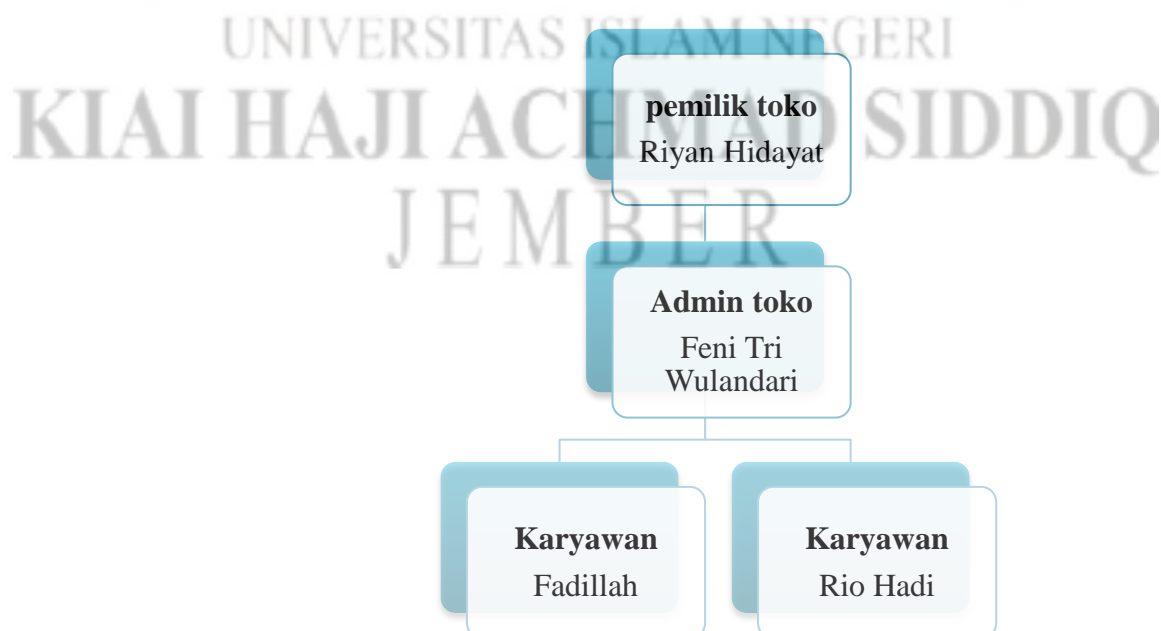 UNIVERSITAS ISLAM NEGERI
KIAI HAJI ACHMAD SIDDIQ
JEMBER
pemilik toko
Riyan Hidayat
Admin toko
Feni Tri
Wulandari
Karyawan
Fadillah
Karyawan
Rio Hadi